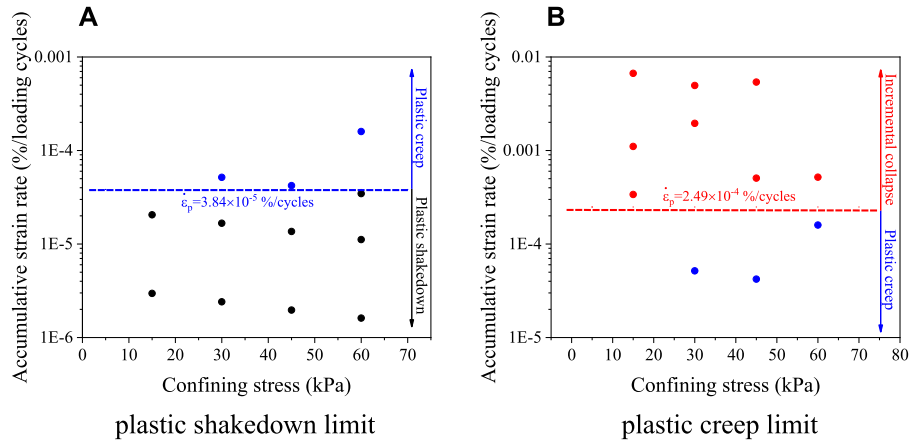 A
Accumulative strain rate (%/loading cycles)
0.001
1E-4
1E-5
1E-6
ε̇p=3.84×10-5 %/cycles
Plastic creep
Plastic shakedown
0 10 20 30 40 50 60 70
Confining stress (kPa)
plastic shakedown limit
B
Accumulative strain rate (%/loading cycles)
0.01
0.001
1E-4
1E-5
ε̇p=2.49×10-4 %/cycles
Incremental collapse
Plastic creep
0 10 20 30 40 50 60 70 80
Confining stress (kPa)
plastic creep limit